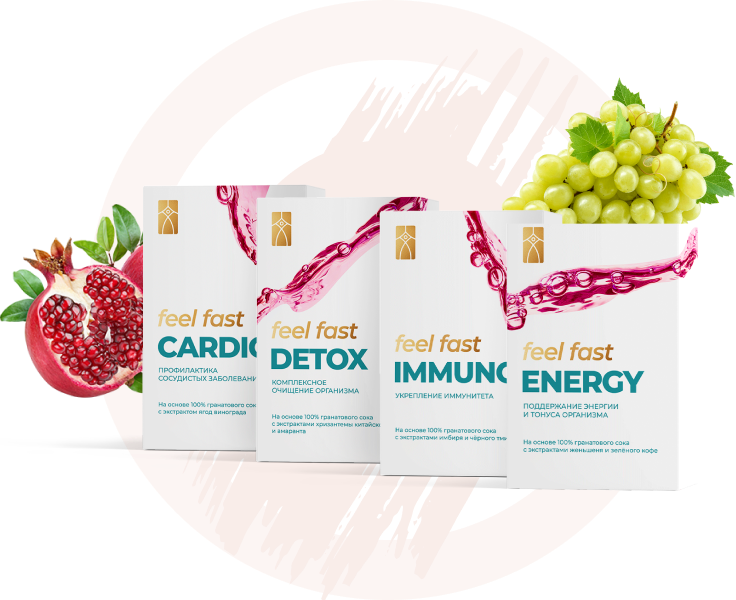 feel fast
CARDIO
ПРОФИЛАКТИКА
СОСУДИСТЫХ ЗАБОЛЕВАНИ
На основе 100% гранатового сока
с экстрактом ягод винограда
feel fast
DETOX
КОМПЛЕКСНОЕ
ОЧИЩЕНИЕ ОРГАНИЗМА
На основе 100% гранатового сока
с экстрактами хризантемы китайско
и амаранта
feel fast
IMMUNO
УКРЕПЛЕНИЕ ИММУНИТЕТА
На основе 100% гранатового сока
с экстрактами имбиря и чёрного тми
feel fast
ENERGY
ПОДДЕРЖАНИЕ ЭНЕРГИИ
И ТОНУСА ОРГАНИЗМА
На основе 100% гранатового сока
с экстрактами женьшеня и зелёного кофе